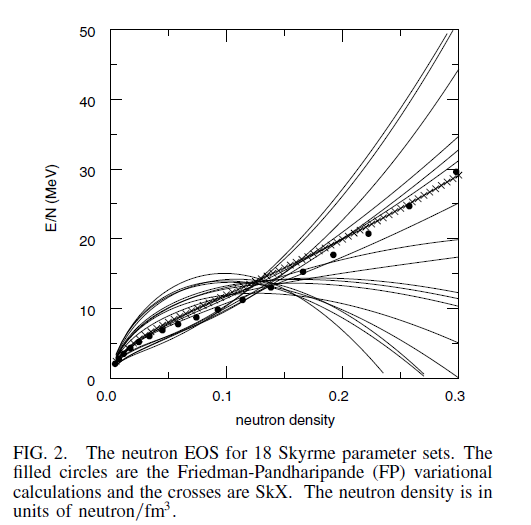 50
40
30
20
10
0
E/N (MeV)
0.0 0.1 0.2 0.3
neutron density
FIG. 2. The neutron EOS for 18 Skyrme parameter sets. The
filled circles are the Friedman-Pandharipande (FP) variational
calculations and the crosses are SkX. The neutron density is in
units of neutron/fm³.